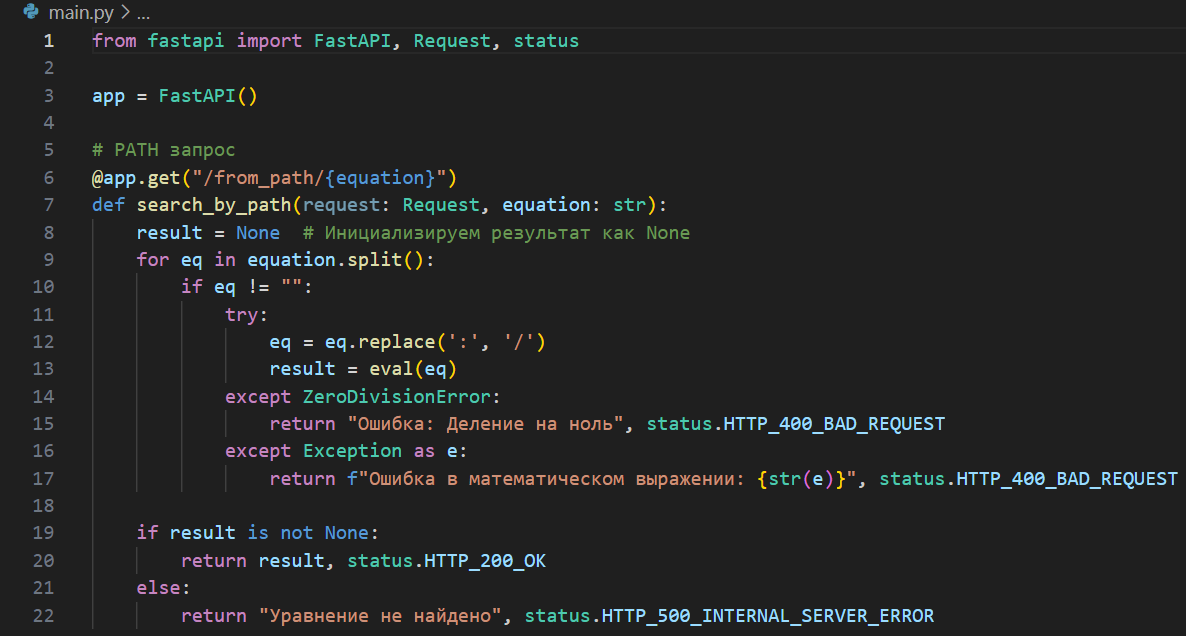 main.py > ...
1 from fastapi import FastAPI, Request, status
2
3 app = FastAPI()
4
5 # PATH запрос
6 @app.get("/from_path/{equation}")
7 def search_by_path(request: Request, equation: str):
8     result = None  # Инициализируем результат как None
9     for eq in equation.split():
10         if eq != "":
11             try:
12                 eq = eq.replace(':', '/')
13                 result = eval(eq)
14             except ZeroDivisionError:
15                 return "Ошибка: Деление на ноль", status.HTTP_400_BAD_REQUEST
16             except Exception as e:
17                 return f"Ошибка в математическом выражении: {str(e)}", status.HTTP_400_BAD_REQUEST
18
19     if result is not None:
20         return result, status.HTTP_200_OK
21     else:
22         return "Уравнение не найдено", status.HTTP_500_INTERNAL_SERVER_ERROR